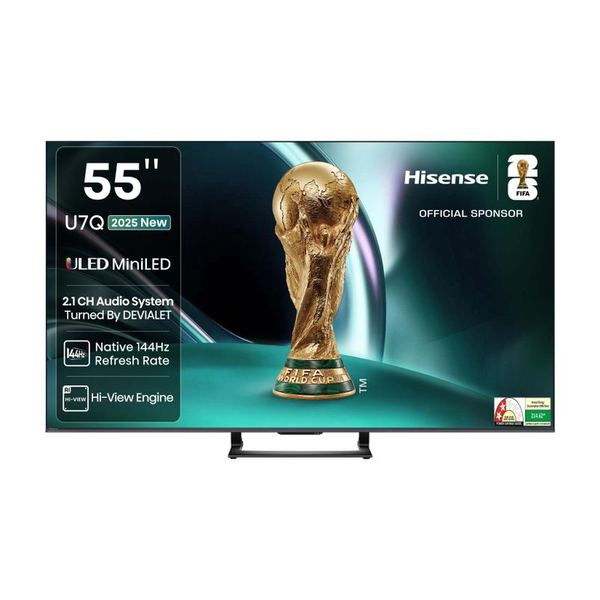 55"
U7Q 2025 New
ULED MiniLED
2.1 CH Audio System
Turned By DEVIALET
144Hz
Native 144Hz
Refresh Rate
AI
HI-VIEW
Hi-View Engine
FIFA
WORLD CUP
TM
Hisense
FIFA
OFFICIAL SPONSOR